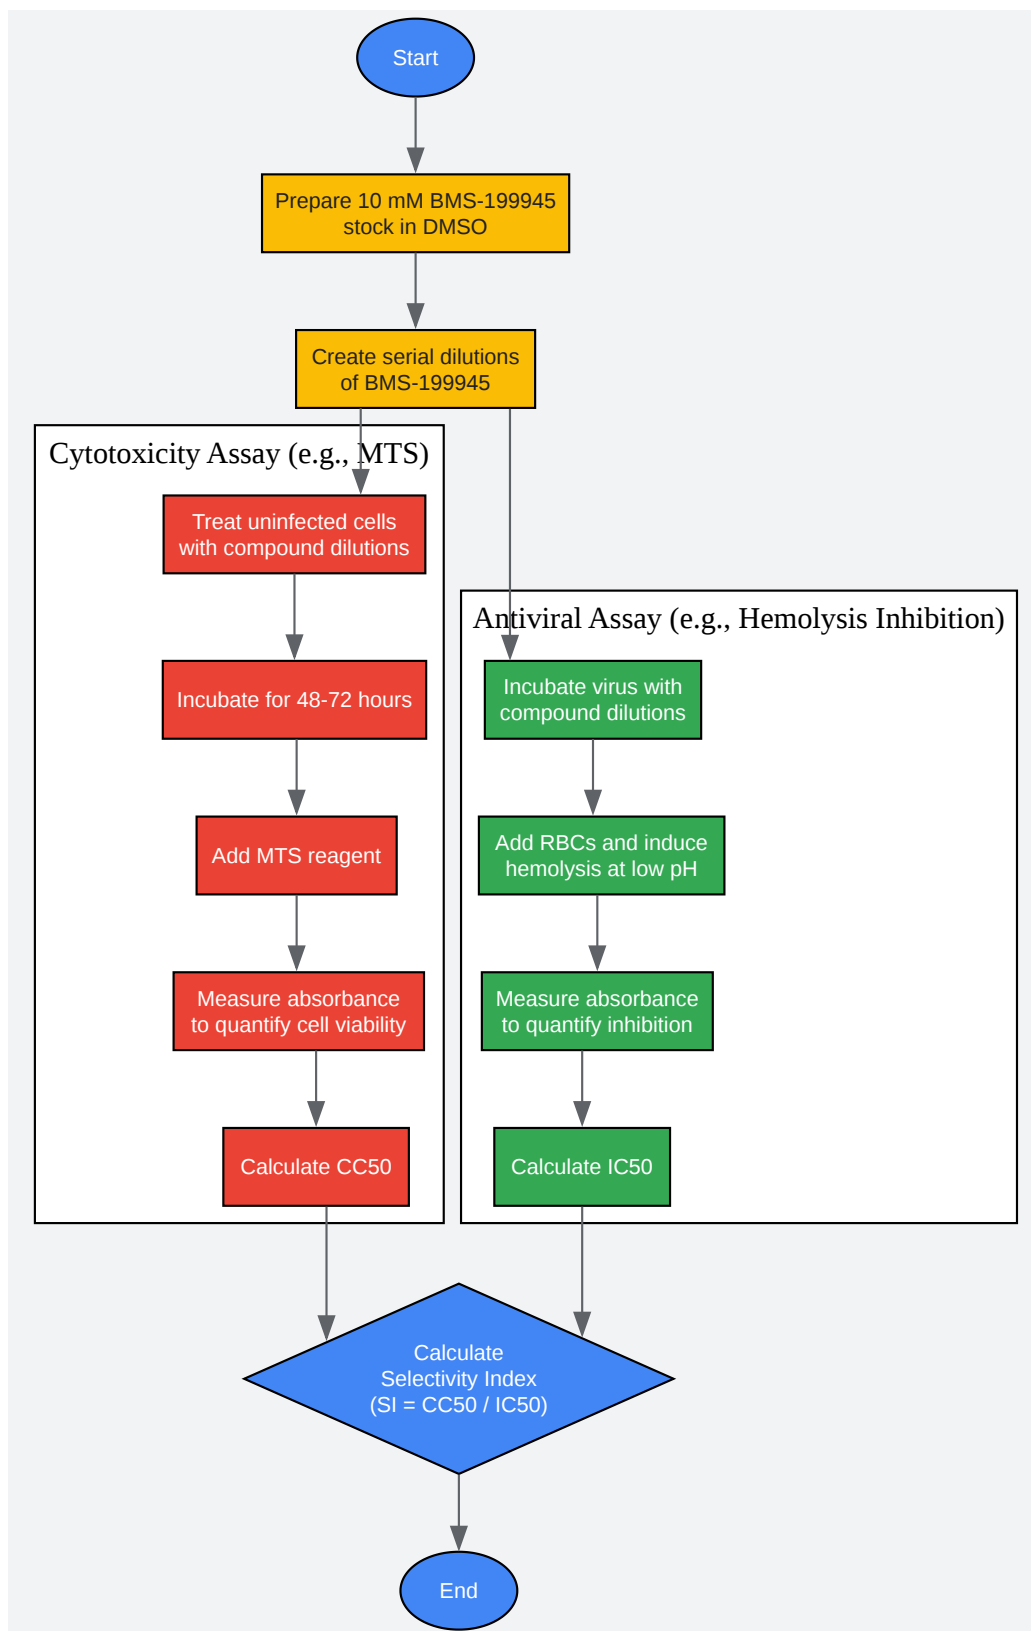 Start
Prepare 10 mM BMS-199945
stock in DMSO
Create serial dilutions
of BMS-199945
Cytotoxicity Assay (e.g., MTS)
Treat uninfected cells
with compound dilutions
Incubate for 48-72 hours
Add MTS reagent
Measure absorbance
to quantify cell viability
Calculate CC50
Antiviral Assay (e.g., Hemolysis Inhibition)
Incubate virus with
compound dilutions
Add RBCs and induce
hemolysis at low pH
Measure absorbance
to quantify inhibition
Calculate IC50
Calculate
Selectivity Index
(SI = CC50 / IC50)
End